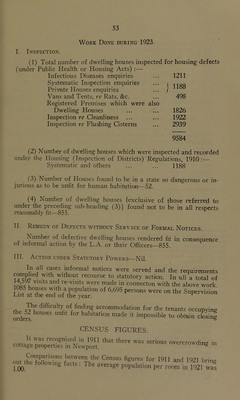 53
Work Done during 1923.
I. Inspection.
(1) Total number of dwelling houses inspected for housing defects
(under Public Health or Housing Acts) :—
Infectious Diseases enquiries ... 1211
Systematic Inspection enquiries ... } 1188
Private Houses enquiries ...
Vans and Tents, re Rats, &c. ... 498
Registered Premises which were also
Dwelling Houses ... ... 1826
Inspection re Cleanliness ... ... 1922
Inspection re Flushing Cisterns ... 2939
9584
(2) Number of dwelling houses which were inspected and recorded
under the Housing (Inspection of Districts) Regulations, 1910 :—
Systematic and others ... 1188
(3) Number of Houses found to be in a state so dangerous or in-
jurious as to be unfit for human habitation—52.
(4) Number of dwelling houses (exclusive of those referred to
under the preceding sub-heading (3)) found not to be in all respects
reasonably fit—855.
II. Remedy of Defects without Service of Formal Notices.
Number of defective dwelling houses rendered fit in consequence
of informal action by the L.A. or their Officers—855.
III. Action under Statutory Powers—Nil.
In all cases informal notices were served and the requirements
complied with without recourse to statutory action. In all a total of
14,597 visits and re-visits were made in connection with the above work.
1085 houses with a population of 6,695 persons were on the Supervision
List at the end of the year.
The difficulty of finding accommodation for the tenants occupying
the 52 houses unfit for habitation made it impossible to obtain closing
orders.
CENSUS FIGURES.
It was recognised in 1911 that there was serious overcrowding in
cottage properties in Newport.
Comparisons between the Census figures for 1911 and 1921 bring
out the following facts : The average population per room in 1921 was
1.00.